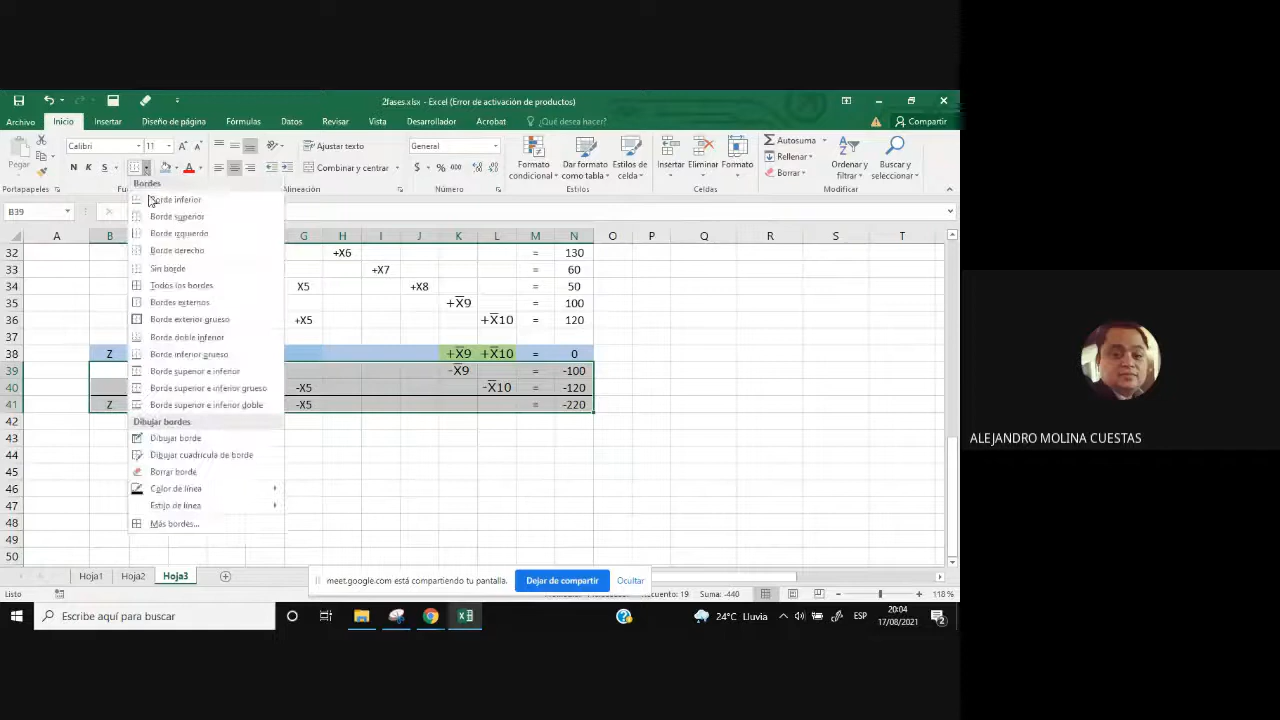 2fases.xlsx - Excel (Error de activación de productos)
Archivo Inicio Insertar Diseño de página Fórmulas Datos Revisar Vista Desarrollador Acrobat ¿Qué desea hacer? Compartir
Pegar
Calibri 11
N K S
Ajustar texto
Combinar y centrar
General
$ % 000
Formato condicional
Dar formato como tabla
Estilos de celda
Insertar Eliminar Formato
Autosuma
Rellenar
Borrar
Ordenar y filtrar
Buscar y seleccionar
Portapapeles Número Estilos Celdas Modificar
B39
Bordes
Borde inferior
Borde superior
Borde izquierdo
Borde derecho
Sin borde
Todos los bordes
Bordes externos
Borde exterior grueso
Borde doble inferior
Borde inferior grueso
Borde superior e inferior
Borde superior e inferior grueso
Borde superior e inferior doble
Dibujar bordes
Dibujar borde
Dibujar cuadrícula de borde
Borrar borde
Color de línea
Estilo de línea
Más bordes...
A B G H I J K L M N O P Q R S T
32 +X6 = 130
33 +X7 = 60
34 X5 +X8 = 50
35 +X̅9 = 100
36 +X5 +X̅10 = 120
37
38 Z +X̅9 +X̅10 = 0
39 -X̅9 = -100
40 -X5 -X̅10 = -120
41 Z -X5 = -220
42
43
44
45
46
47
48
49
50
Hoja1 Hoja2 Hoja3
meet.google.com está compartiendo tu pantalla. Dejar de compartir Ocultar
Listo
Recuento: 19 Suma: -440 118 %
Escribe aquí para buscar
24°C Lluvia ESP
20:04
17/08/2021
2
ALEJANDRO MOLINA CUESTAS